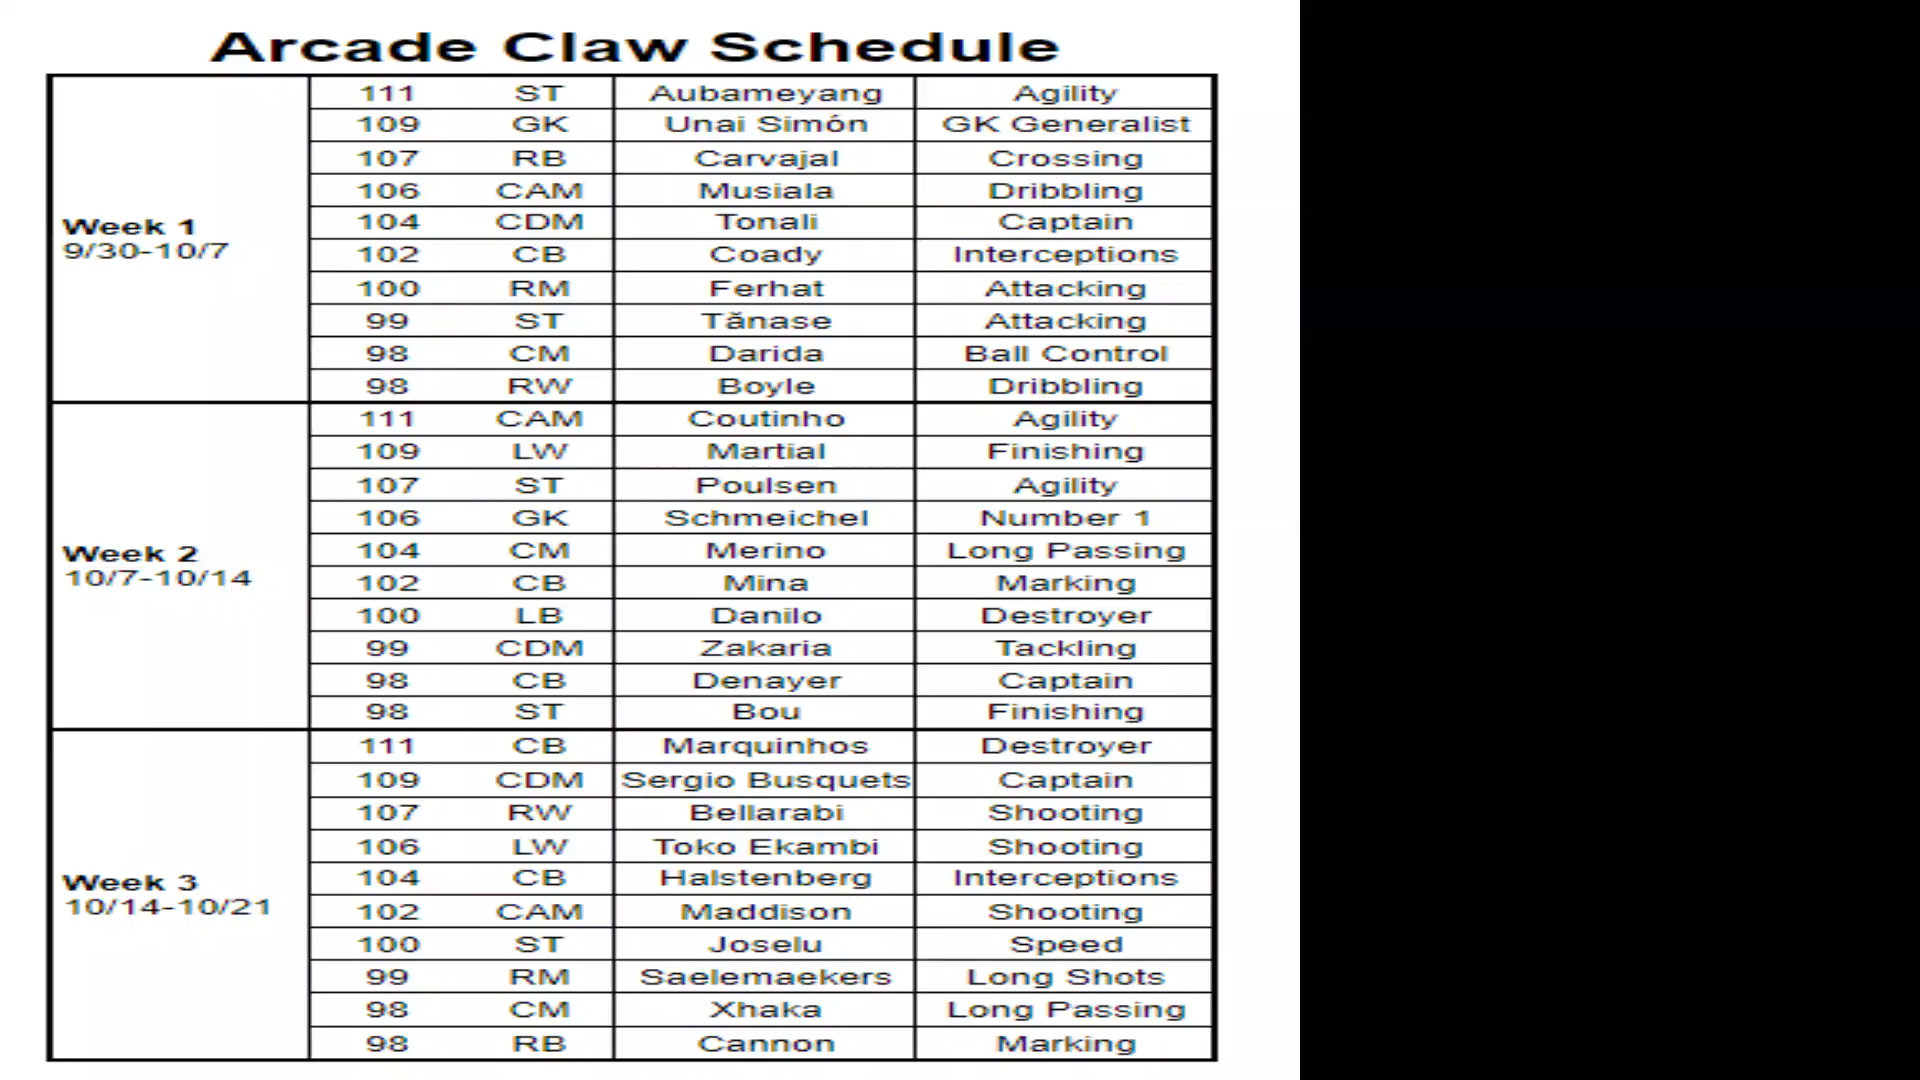 Arcade Claw Schedule
Week 1
9/30-10/7
111 ST Aubameyang Agility
109 GK Unai Simón GK Generalist
107 RB Carvajal Crossing
106 CAM Musiala Dribbling
104 CDM Tonali Captain
102 CB Coady Interceptions
100 RM Ferhat Attacking
99 ST Tănase Attacking
98 CM Darida Ball Control
98 RW Boyle Dribbling
Week 2
10/7-10/14
111 CAM Coutinho Agility
109 LW Martial Finishing
107 ST Poulsen Agility
106 GK Schmeichel Number 1
104 CM Merino Long Passing
102 CB Mina Marking
100 LB Danilo Destroyer
99 CDM Zakaria Tackling
98 CB Denayer Captain
98 ST Bou Finishing
Week 3
10/14-10/21
111 CB Marquinhos Destroyer
109 CDM Sergio Busquets Captain
107 RW Bellarabi Shooting
106 LW Toko Ekambi Shooting
104 CB Halstenberg Interceptions
102 CAM Maddison Shooting
100 ST Joselu Speed
99 RM Saelemaekers Long Shots
98 CM Xhaka Long Passing
98 RB Cannon Marking